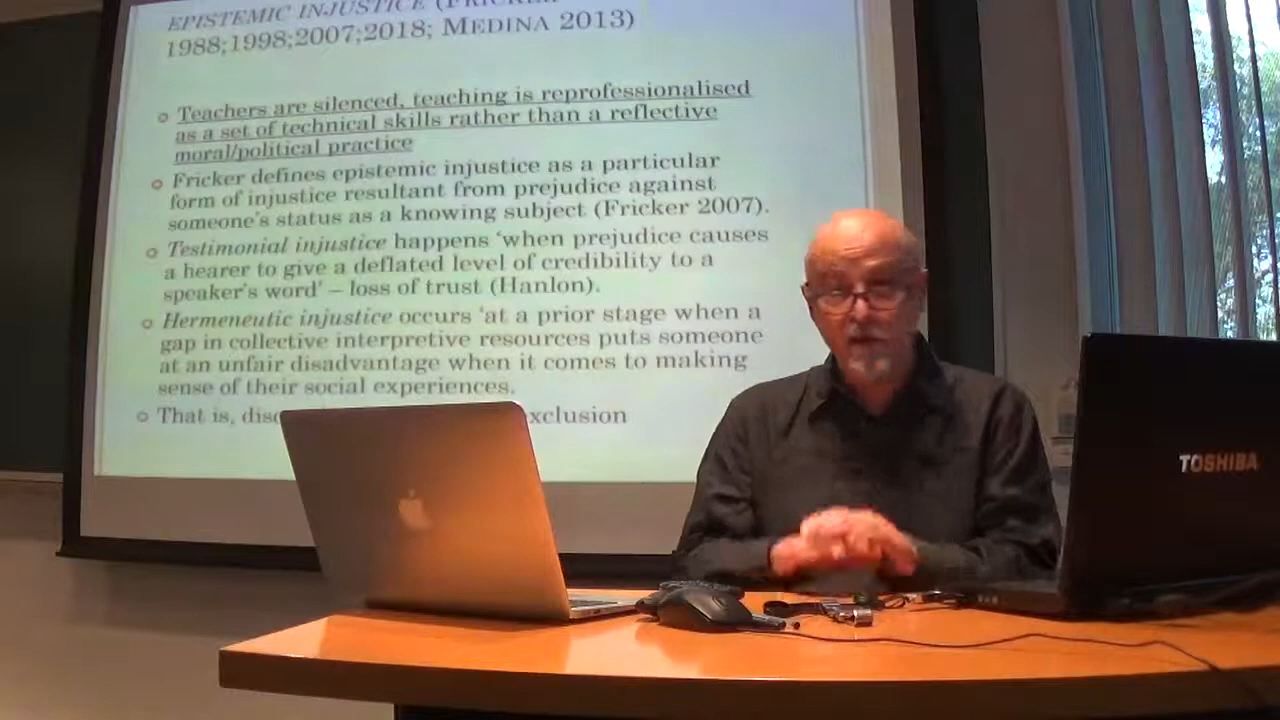 EPISTEMIC INJUSTICE (FRICKER
1988;1998;2007;2018; MEDINA 2013)
Teachers are silenced, teaching is reprofessionalised
as a set of technical skills rather than a reflective
moral/political practice
Fricker defines epistemic injustice as a particular
form of injustice resultant from prejudice against
someone's status as a knowing subject (Fricker 2007).
Testimonial injustice happens 'when prejudice causes
a hearer to give a deflated level of credibility to a
speaker's word' – loss of trust (Hanlon).
Hermeneutic injustice occurs 'at a prior stage when a
gap in collective interpretive resources puts someone
at an unfair disadvantage when it comes to making
sense of their social experiences.
That is,
TOSHIBA